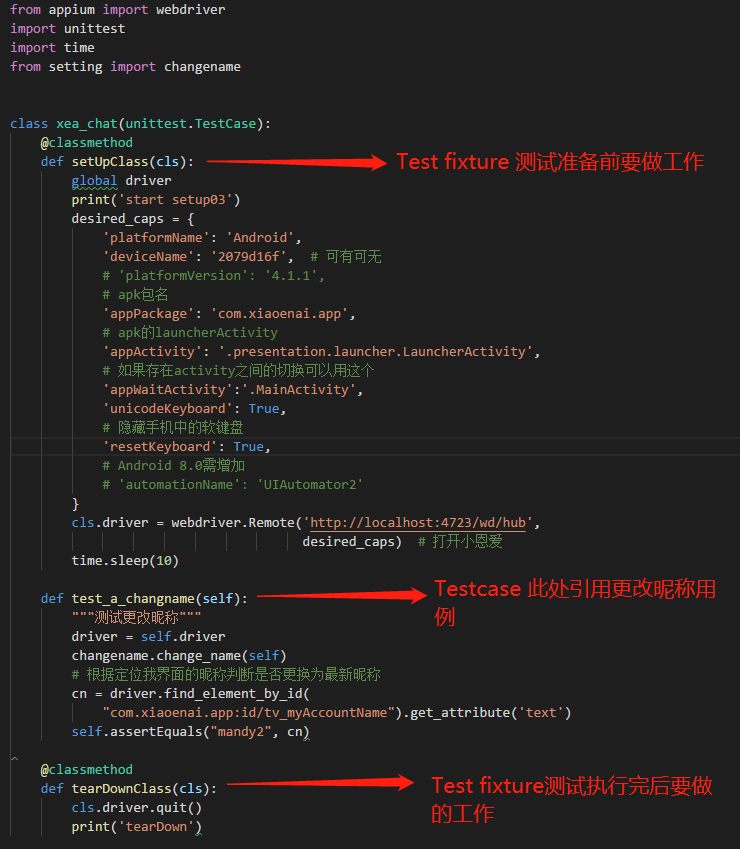 from appium import webdriver
import unittest
import time
from setting import changename
class xea_chat(unittest.TestCase):
@classmethod
def setUpClass(cls):
Test fixture 测试准备前要做工作
global driver
print('start setup03')
desired_caps = {
'platformName': 'Android',
'deviceName': '2079d16f',  # 可有可无
# 'platformVersion': '4.1.1',
# apk包名
'appPackage': 'com.xiaoenai.app',
# apk的launcherActivity
'appActivity': '.presentation.launcher.LauncherActivity',
# 如果存在activity之间的切换可以用这个
'appWaitActivity':'.MainActivity',
'unicodeKeyboard': True,
# 隐藏手机中的软键盘
'resetKeyboard': True,
# Android 8.0需增加
# 'automationName': 'UIAutomator2'
}
cls.driver = webdriver.Remote('http://localhost:4723/wd/hub',
desired_caps)  # 打开小恩爱
time.sleep(10)
def test_a_changname(self):
Testcase 此处引用更改昵称用
例
"""测试更改昵称"""
driver = self.driver
changename.change_name(self)
# 根据定位我界面的昵称判断是否更换为最新昵称
cn = driver.find_element_by_id(
"com.xiaoenai.app:id/tv_myAccountName").get_attribute('text')
self.assertEquals("mandy2", cn)
@classmethod
def tearDownClass(cls):
Test fixture测试执行完后要做
的工作
cls.driver.quit()
print('tearDown')